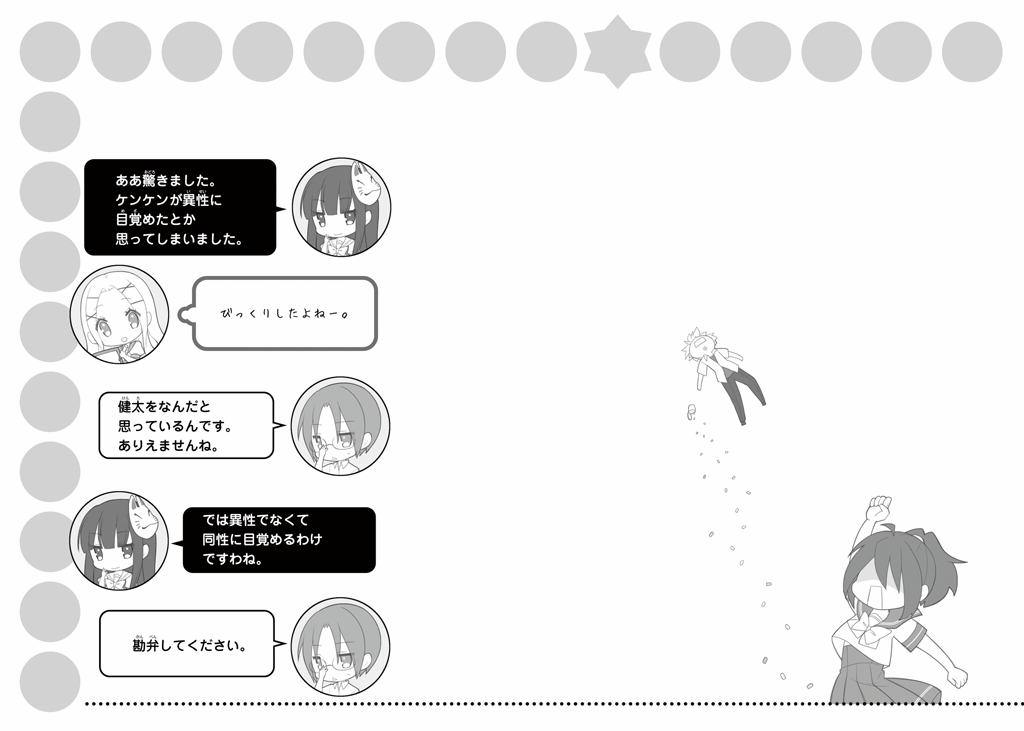 ああ驚きました。
ケンケンが異性に
目覚めたとか
思ってしまいました。
びっくりしたよねー。
健太をなんだと
思っているんです。
ありえませんね。
では異性でなくて
同性に目覚めるわけ
ですわね。
勘弁してください。